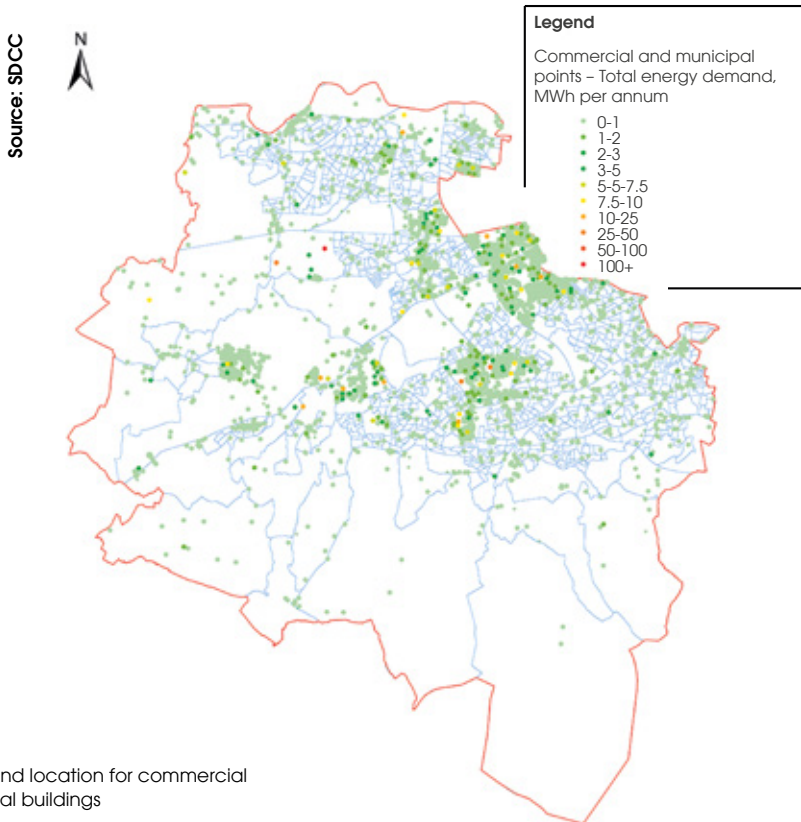 Source: SDCC
N
Legend
Commercial and municipal
points – Total energy demand,
MWh per annum
0-1
1-2
2-3
3-5
5-5-7.5
7.5-10
10-25
25-50
50-100
100+
nd location for commercial
al buildings